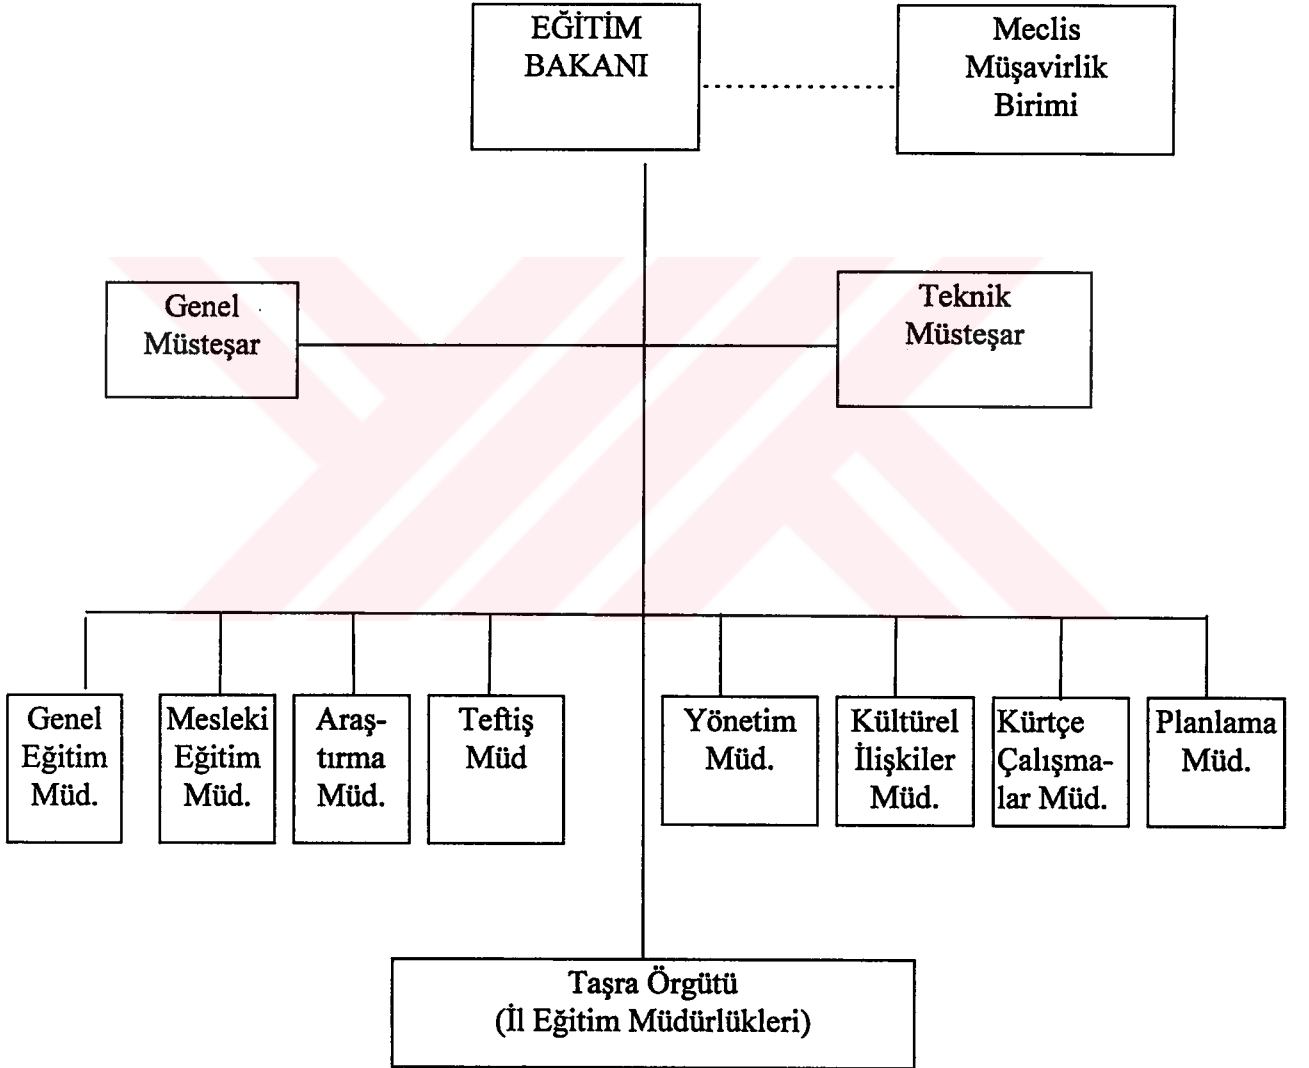 EĞİTİM
BAKANI
Meclis
Müşavirlik
Birimi
Genel
Müsteşar
Teknik
Müsteşar
Genel
Eğitim
Müd.
Mesleki
Eğitim
Müd.
Araş-
tırma
Müd.
Teftiş
Müd
Yönetim
Müd.
Kültürel
İlişkiler
Müd.
Kürtçe
Çalışma-
lar Müd.
Planlama
Müd.
Taşra Örgütü
(İl Eğitim Müdürlükleri)